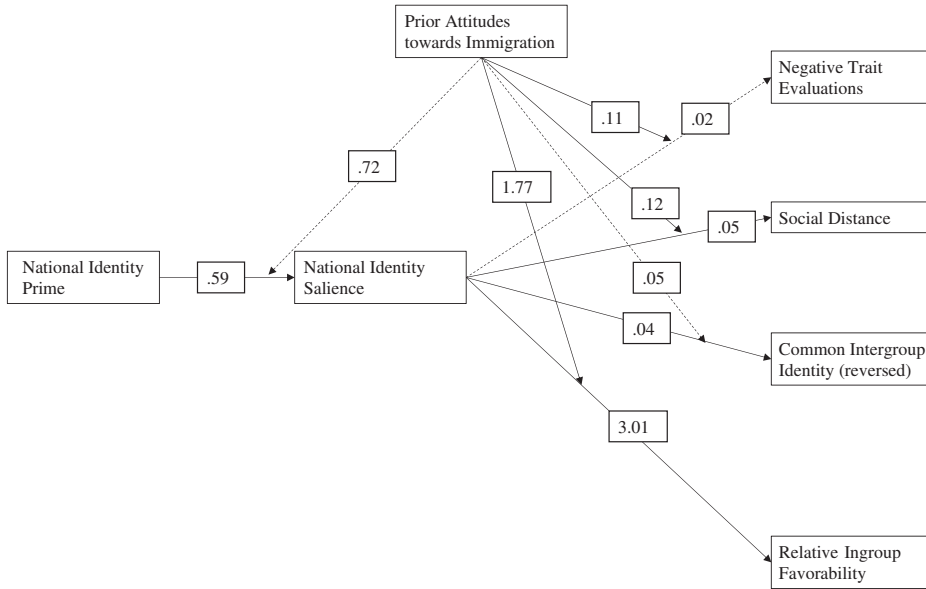 Prior Attitudes
towards Immigration
Negative Trait
Evaluations
.11
.02
.72
1.77
.12
.05
Social Distance
National Identity
Prime
.59
National Identity
Salience
.05
.04
Common Intergroup
Identity (reversed)
3.01
Relative Ingroup
Favorability